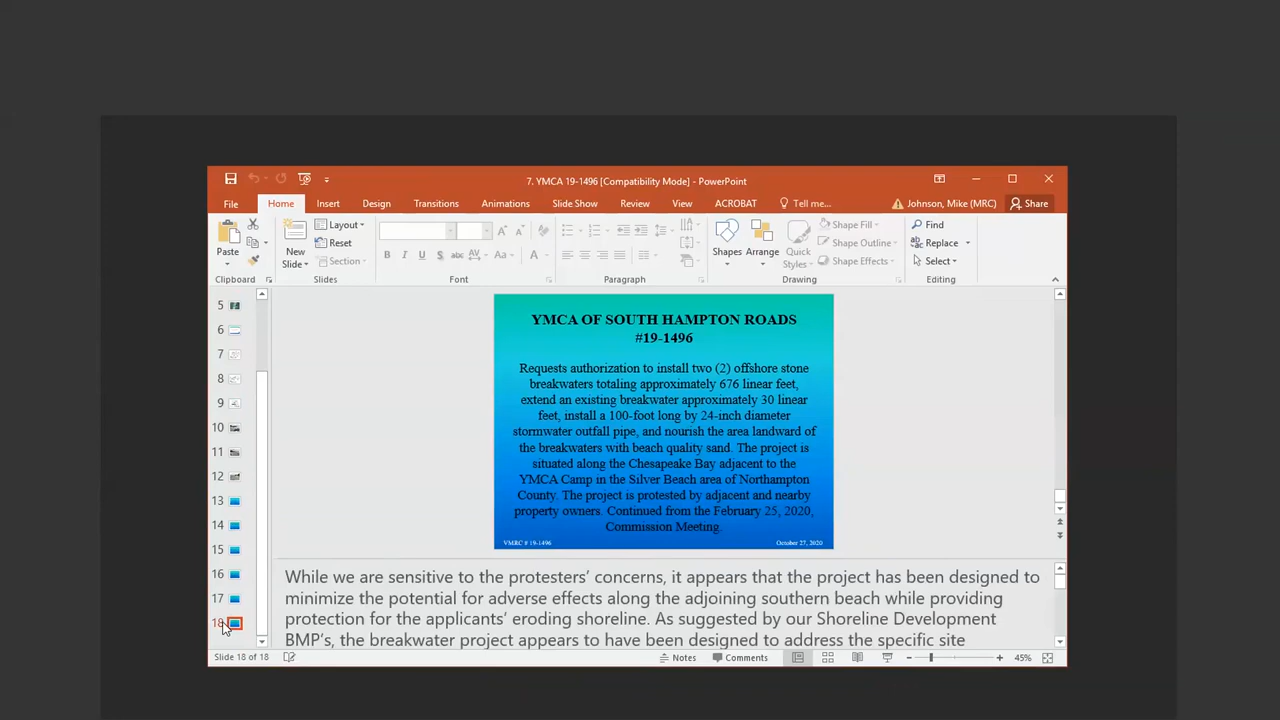 7. YMCA 19-1496 [Compatibility Mode] - PowerPoint
File Home Insert Design Transitions Animations Slide Show Review View ACROBAT Tell me... Johnson, Mike (MRC) Share
Paste
Clipboard
New
Slide
Layout
Reset
Section
Slides
B I U S abc AV Aa A
Font
Paragraph
Shapes
Arrange
Quick
Styles
Shape Fill
Shape Outline
Shape Effects
Drawing
Find
Replace
Select
Editing
5
6
7
8
9
10
11
12
13
14
15
16
17
18
YMCA OF SOUTH HAMPTON ROADS
#19-1496
Requests authorization to install two (2) offshore stone
breakwaters totaling approximately 676 linear feet,
extend an existing breakwater approximately 30 linear
feet, install a 100-foot long by 24-inch diameter
stormwater outfall pipe, and nourish the area landward of
the breakwaters with beach quality sand. The project is
situated along the Chesapeake Bay adjacent to the
YMCA Camp in the Silver Beach area of Northampton
County. The project is protested by adjacent and nearby
property owners. Continued from the February 25, 2020,
Commission Meeting.
VMRC # 19-1496 October 27, 2020
While we are sensitive to the protesters’ concerns, it appears that the project has been designed to
minimize the potential for adverse effects along the adjoining southern beach while providing
protection for the applicants’ eroding shoreline. As suggested by our Shoreline Development
BMP’s, the breakwater project appears to have been designed to address the specific site
Slide 18 of 18 Notes Comments 45%